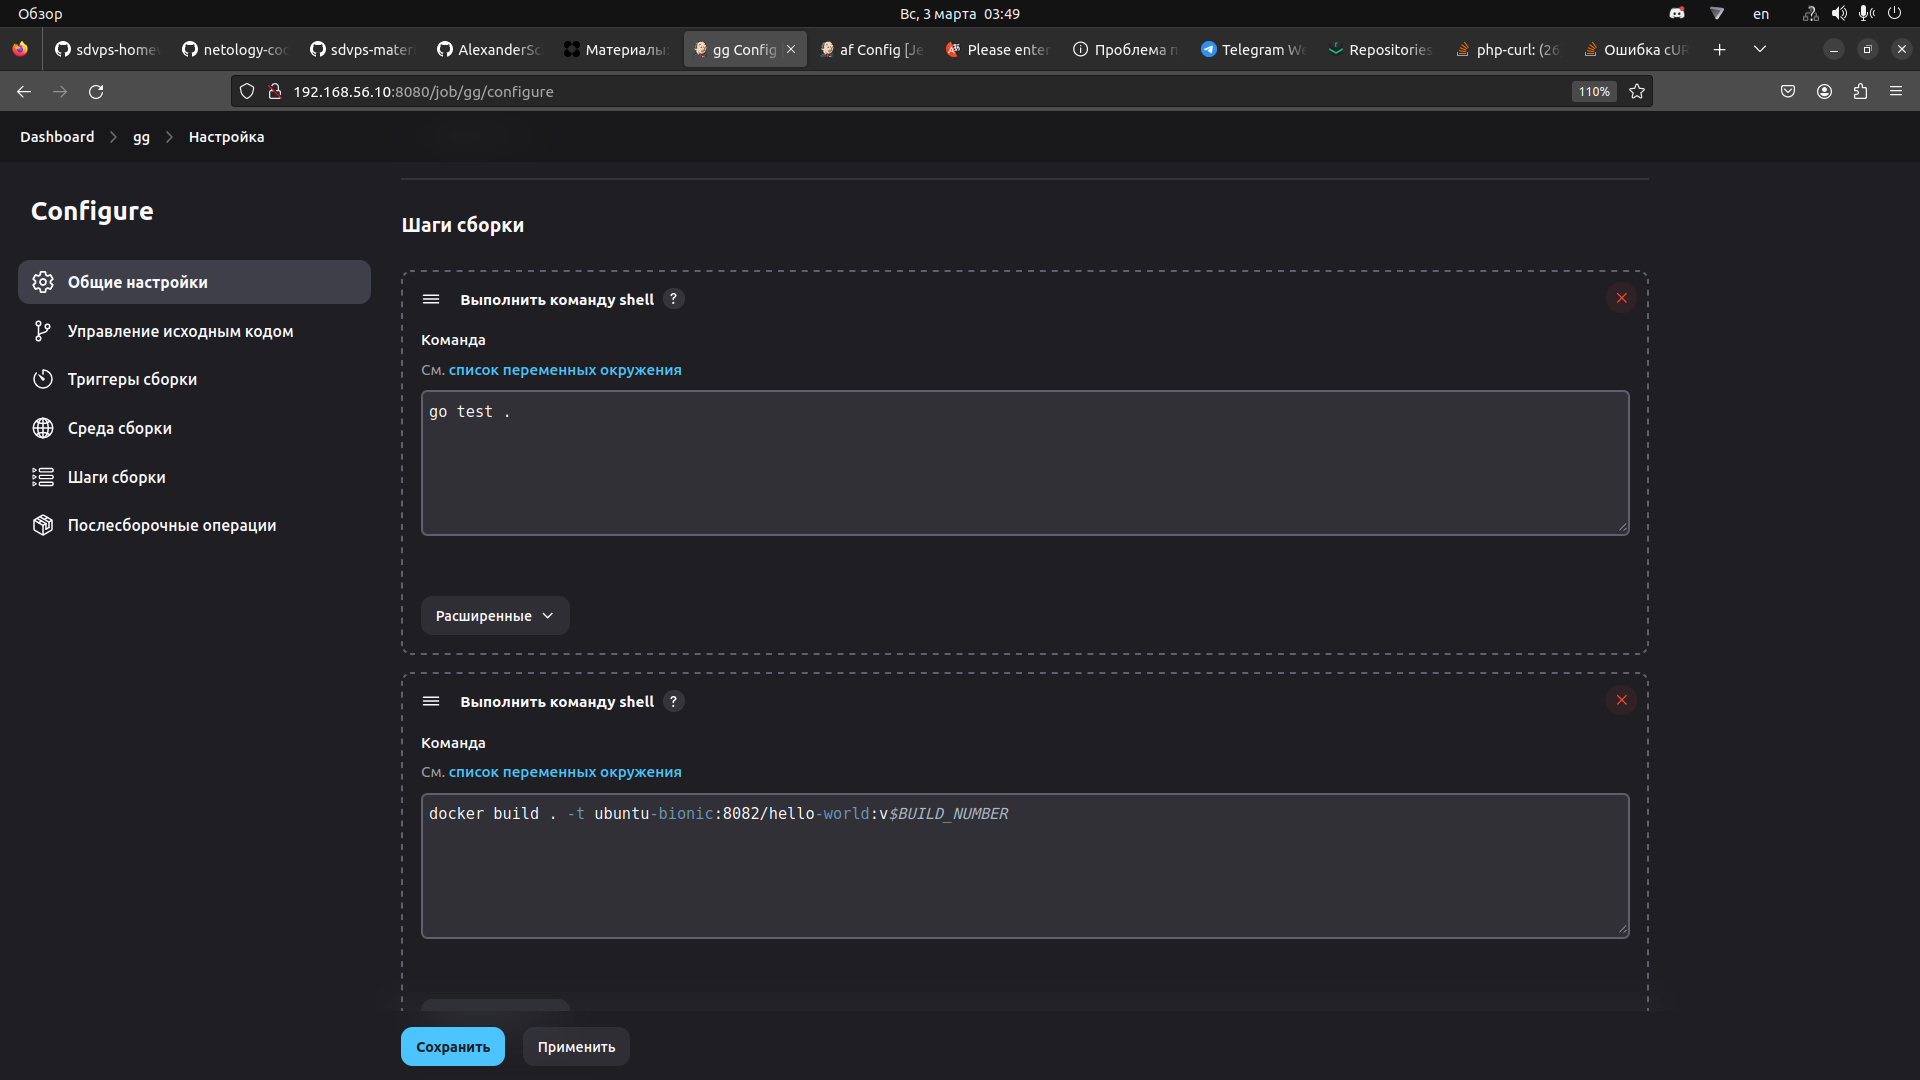 Обзор
Вс, 3 марта 03:49
en
sdvps-homew
netology-cod
sdvps-materi
AlexanderSc
Материалы
gg Config
af Config [Je
Please enter
Проблема п
Telegram We
Repositories
php-curl: (26
Ошибка cUR
192.168.56.10:8080/job/gg/configure
110%
Dashboard
gg
Настройка
Configure
Общие настройки
Управление исходным кодом
Триггеры сборки
Среда сборки
Шаги сборки
Послесборочные операции
Шаги сборки
Выполнить команду shell ?
Команда
См. список переменных окружения
go test .
Расширенные
Выполнить команду shell ?
Команда
См. список переменных окружения
docker build . -t ubuntu-bionic:8082/hello-world:v$BUILD_NUMBER
Сохранить
Применить